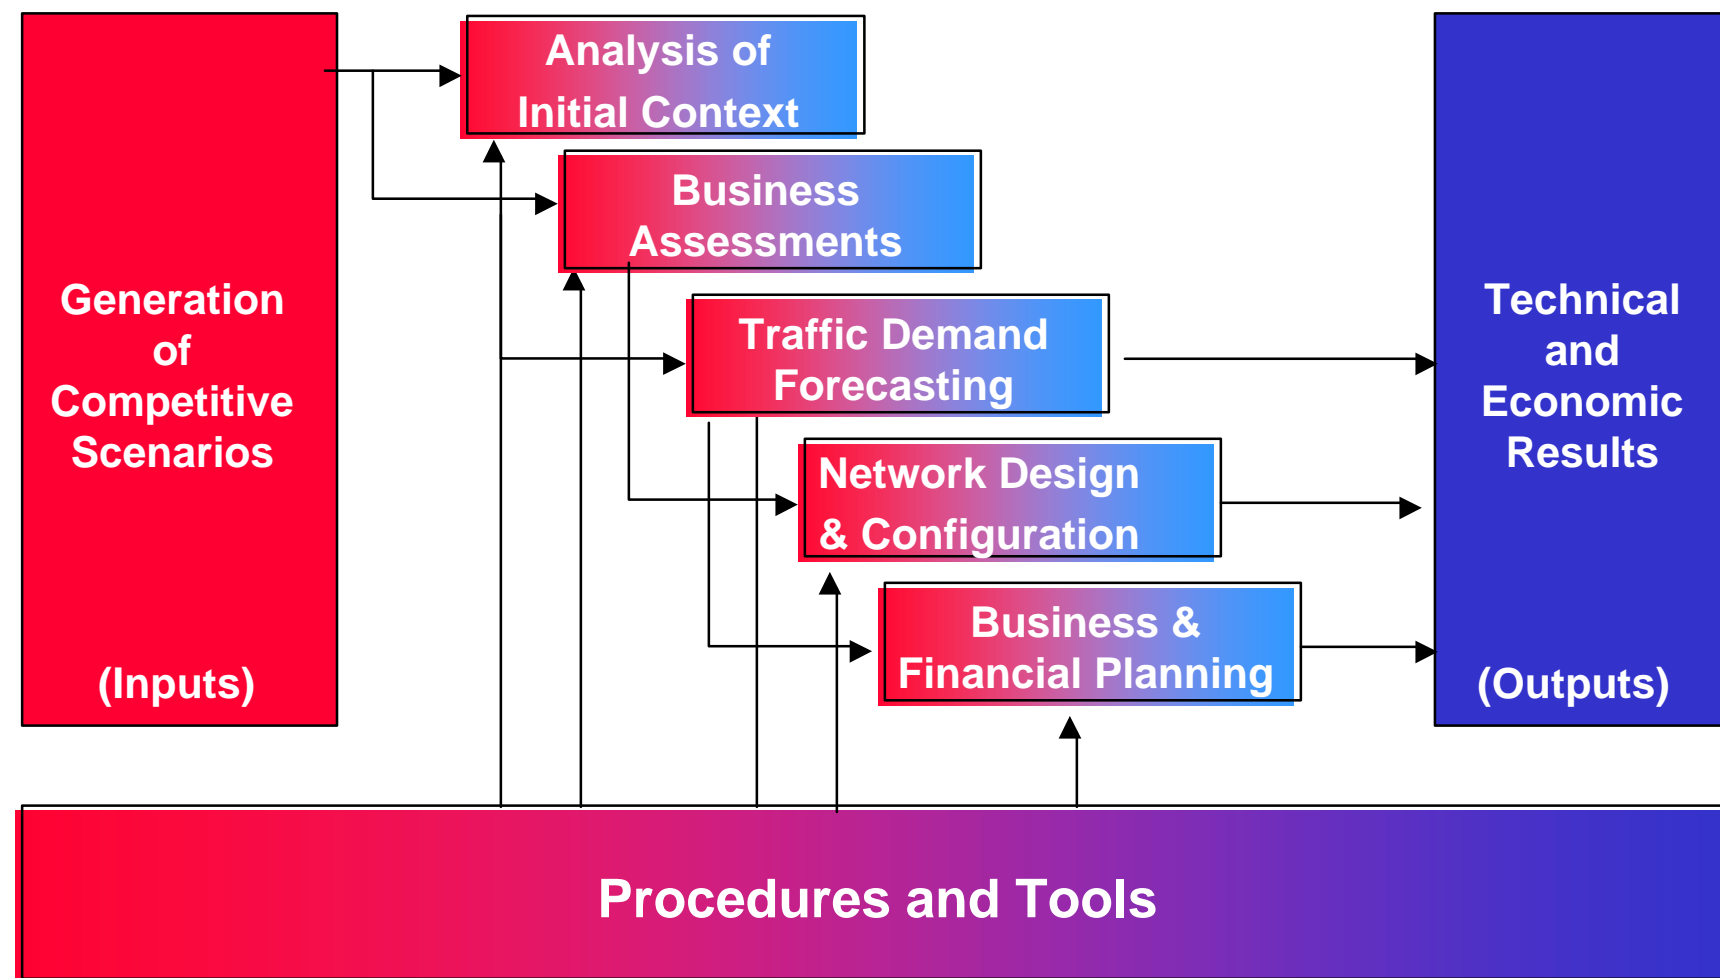 Generation
of
Competitive
Scenarios
(Inputs)
Analysis of
Initial Context
Business
Assessments
Traffic Demand
Forecasting
Network Design
& Configuration
Business &
Financial Planning
Technical
and
Economic
Results
(Outputs)
Procedures and Tools